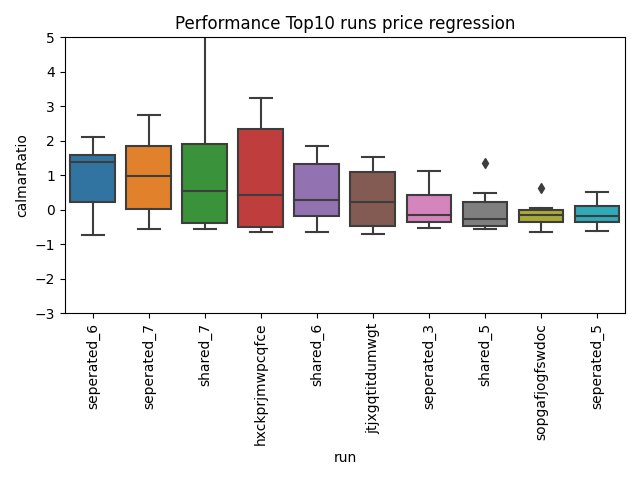 Performance Top10 runs price regression
calmarRatio
5
4
3
2
1
0
−1
−2
−3
seperated_6
seperated_7
shared_7
hxckprjmwpcqfce
shared_6
jtjxgqtitdumwgt
seperated_3
shared_5
sopgafjogfswdoc
seperated_5
run